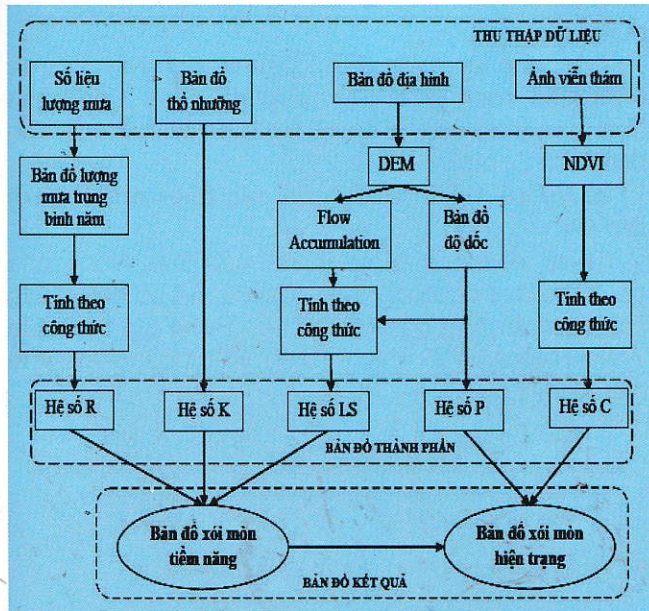 THU THẬP DỮ LIỆU
Số liệu
lượng mưa
Bản đồ
thổ nhưỡng
Bản đồ địa hình
Ảnh viễn thám
Bản đồ lượng
mưa trung
bình năm
DEM
NDVI
Flow
Accumulation
Bản đồ
độ dốc
Tính theo
công thức
Tính theo
công thức
Tính theo
công thức
Hệ số R
Hệ số K
Hệ số LS
Hệ số P
Hệ số C
BẢN ĐỒ THÀNH PHẦN
Bản đồ xói mòn
tiềm năng
Bản đồ xói mòn
hiện trạng
BẢN ĐỒ KẾT QUẢ